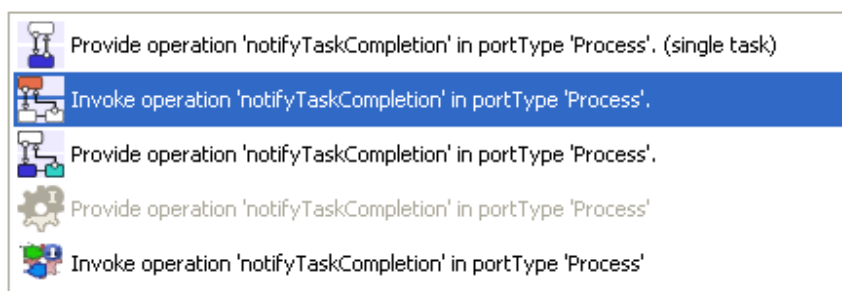 Provide operation 'notifyTaskCompletion' in portType 'Process'. (single task)
Invoke operation 'notifyTaskCompletion' in portType 'Process'.
Provide operation 'notifyTaskCompletion' in portType 'Process'.
Provide operation 'notifyTaskCompletion' in portType 'Process'
Invoke operation 'notifyTaskCompletion' in portType 'Process'